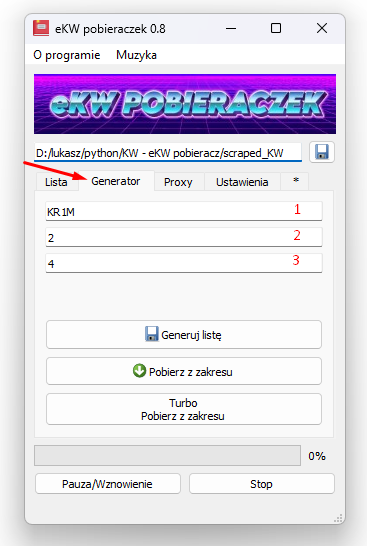 eKW pobieraczek 0.8
O programie Muzyka
eKW POBIERACZEK
D:/lukasz/python/KW - eKW pobieracz/scraped_KW
Lista Generator Proxy Ustawienia *
KR1M 1
2 2
4 3
Generuj listę
Pobierz z zakresu
Turbo
Pobierz z zakresu
0%
Pauza/Wznowienie Stop